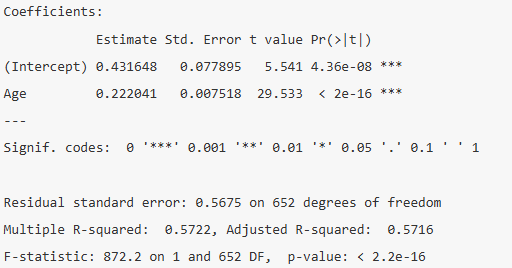 Coefficients:
            Estimate Std. Error t value Pr(>|t|)
(Intercept) 0.431648   0.077895   5.541 4.36e-08 ***
Age         0.222041   0.007518  29.533  < 2e-16 ***
---
Signif. codes:  0 '***' 0.001 '**' 0.01 '*' 0.05 '.' 0.1 ' ' 1
Residual standard error: 0.5675 on 652 degrees of freedom
Multiple R-squared:  0.5722, Adjusted R-squared:  0.5716
F-statistic: 872.2 on 1 and 652 DF,  p-value: < 2.2e-16